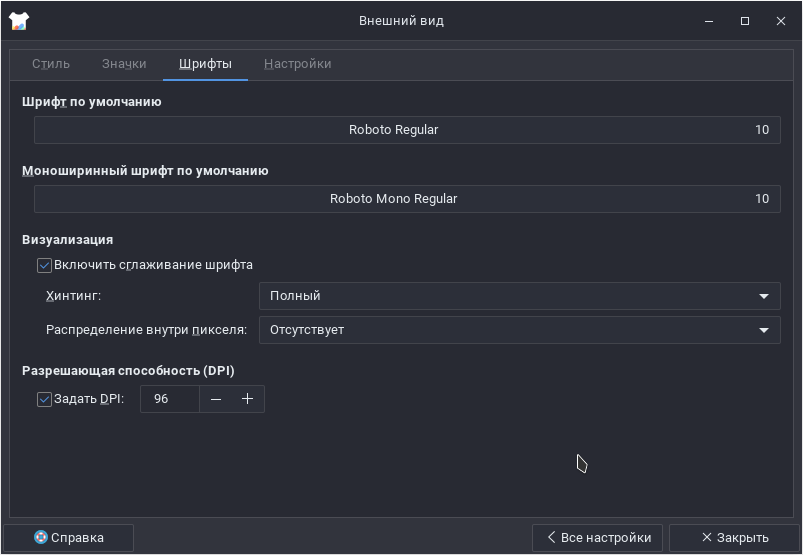 Внешний вид
Стиль Значки Шрифты Настройки
Шрифт по умолчанию
Roboto Regular 10
Моноширинный шрифт по умолчанию
Roboto Mono Regular 10
Визуализация
Включить сглаживание шрифта
Хинтинг: Полный
Распределение внутри пикселя: Отсутствует
Разрешающая способность (DPI)
Задать DPI: 96
Справка Все настройки Закрыть